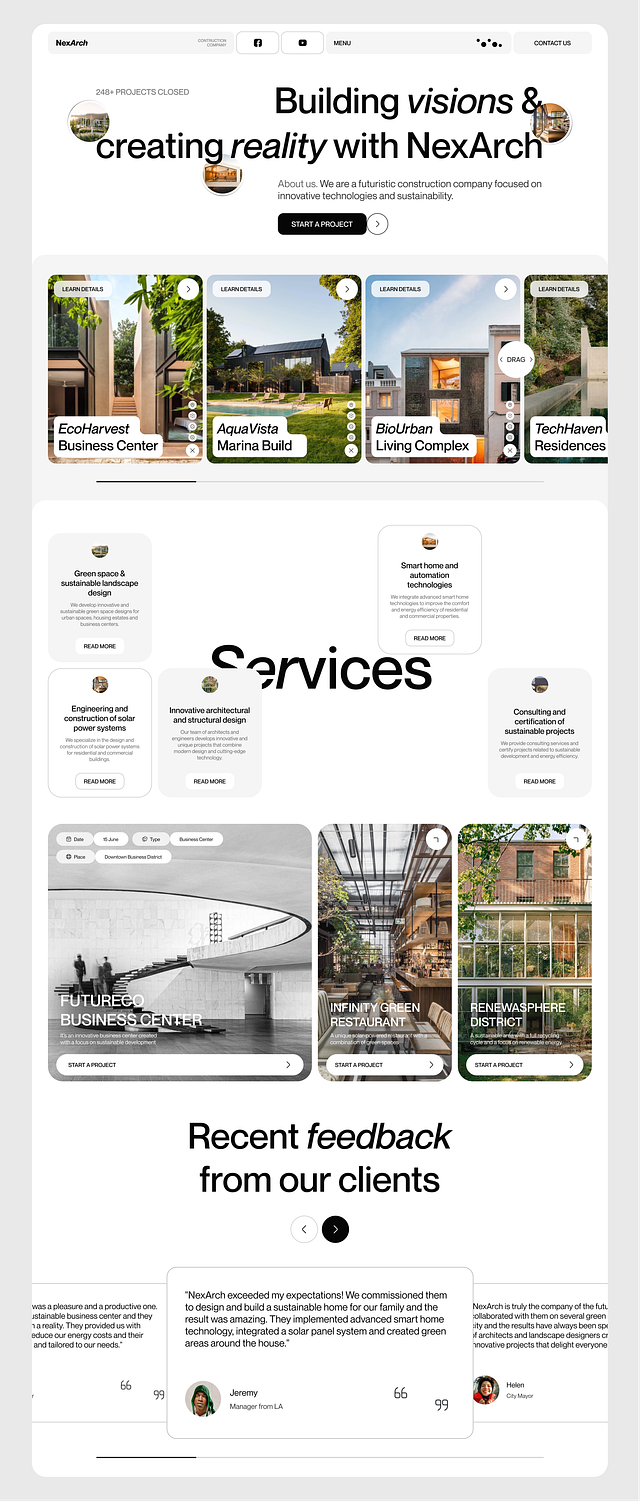 NexArch
CONTRUCTION
COMPANY
MENU
CONTACT US
248+ PROJECTS CLOSED
Building visions &
creating reality with NexArch
About us. We are a futuristic construction company focused on
innovative technologies and sustainability.
START A PROJECT
LEARN DETAILS
EcoHarvest
Business Center
LEARN DETAILS
AquaVista
Marina Build
LEARN DETAILS
BioUrban
Living Complex
DRAG
LEARN DETAILS
TechHaven
Residences
Services
Green space &
sustainable landscape
design
We develop innovative and
sustainable green space designs for
urban spaces, housing estates and
business centers.
READ MORE
Smart home and
automation
technologies
We integrate advanced smart home
technologies to improve the comfort
and energy efficiency of residential
and commercial properties.
READ MORE
Engineering and
construction of solar
power systems
We specialize in the design and
construction of solar power systems
for residential and commercial
buildings.
READ MORE
Innovative architectural
and structural design
Our team of architects and
engineers develops innovative and
unique projects that combine
modern design and cutting-edge
technology.
READ MORE
Consulting and
certification of
sustainable projects
We provide consulting services and
certify projects related to sustainable
development and energy efficiency.
READ MORE
Date
15 June
Type
Business Center
Place
Downtown Business District
FUTURECO
BUSINESS CENTER
It's an innovative business center created
with a focus on sustainable development
START A PROJECT
INFINITY GREEN
RESTAURANT
A unique solar-powered restaurant with a
combination of green spaces
START A PROJECT
RENEWASPHERE
DISTRICT
A sustainable area with a full recycling
cycle and a focus on renewable energy
START A PROJECT
Recent feedback
from our clients
was a pleasure and a productive one.
ustainable business center and they
a reality. They provided us with
educe our energy costs and their
and tailored to our needs."
66
99
"NexArch exceeded my expectations! We commissioned them
to design and build a sustainable home for our family and the
result was amazing. They implemented advanced smart home
technology, integrated a solar panel system and created green
areas around the house."
Jeremy
Manager from LA
66
99
NexArch is truly the company of the futu
collaborated with them on several green
city and the results have always been spe
of architects and landscape designers cr
nnovative projects that delight everyone
Helen
City Mayor